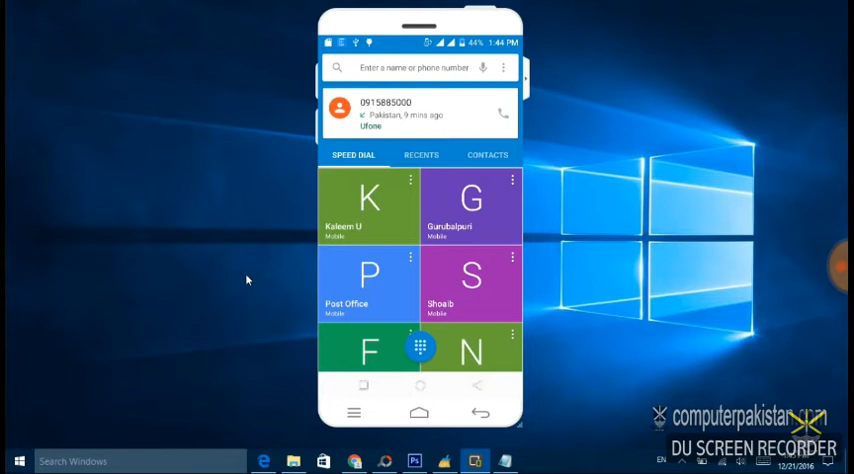 44% 1:44 PM
Enter a name or phone number
0915885000
Pakistan, 9 mins ago
Ufone
SPEED DIAL RECENTS CONTACTS
K G
Kaleem U Gurubalpuri
Mobile Mobile
P S
Post Office Shoaib
Mobile Mobile
F N
computerpakistan.com
DU SCREEN RECORDER
Search Windows
EN
12/21/2016